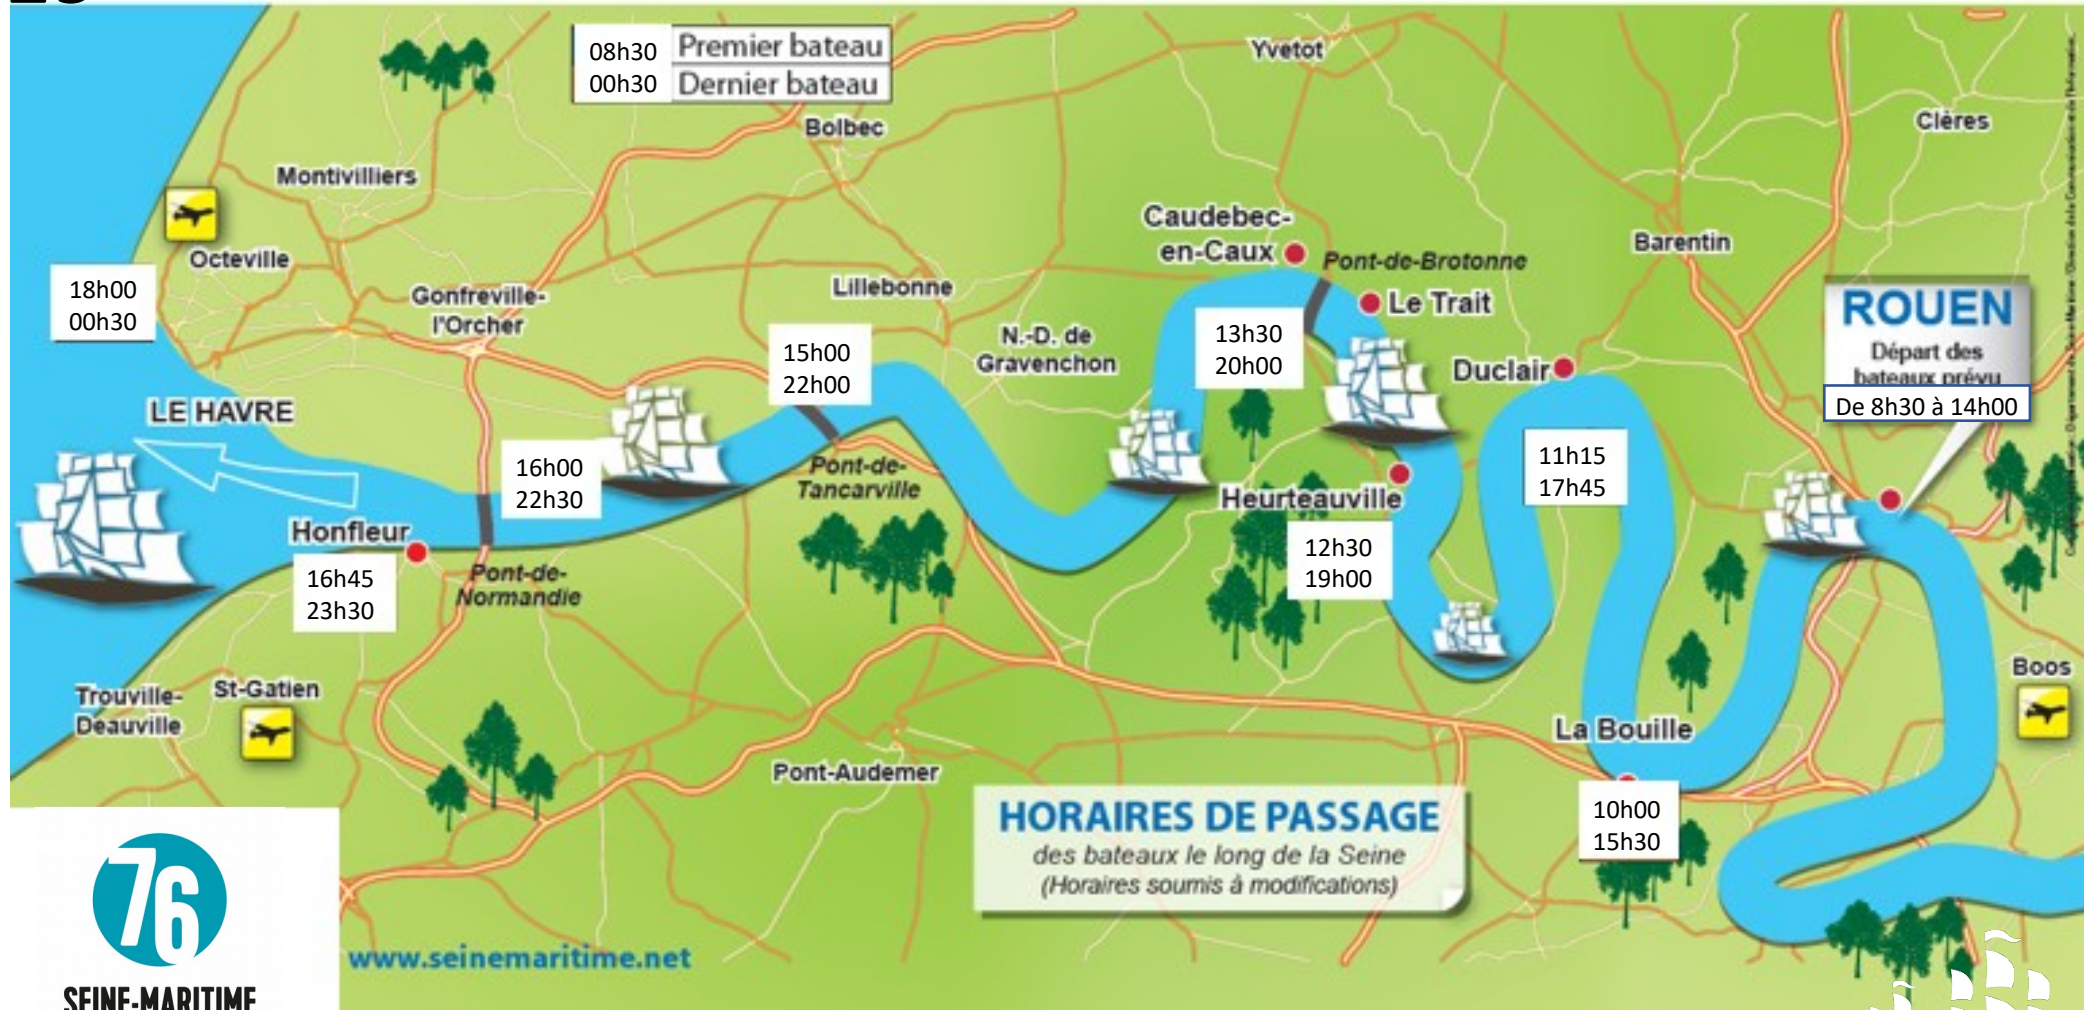 08h30 Premier bateau
00h30 Dernier bateau
Yvetot
Clères
Bolbec
Montivilliers
Octeville
Caudebec-
en-Caux
Pont-de-Brotonne
Barentin
18h00
00h30
Gonfreville-
l'Orcher
Lillebonne
Le Trait
N.-D. de
Gravenchon
13h30
20h00
15h00
22h00
Duclair
ROUEN
Départ des
bateaux prévu
De 8h30 à 14h00
LE HAVRE
16h00
22h30
Pont-de-
Tancarville
Heurteauville
11h15
17h45
Honfleur
16h45
23h30
Pont-de-
Normandie
12h30
19h00
Trouville-
Deauville
St-Gatien
Boos
La Bouille
Pont-Audemer
10h00
15h30
HORAIRES DE PASSAGE
des bateaux le long de la Seine
(Horaires soumis à modifications)
76
SEINE-MARITIME
www.seinemaritime.net